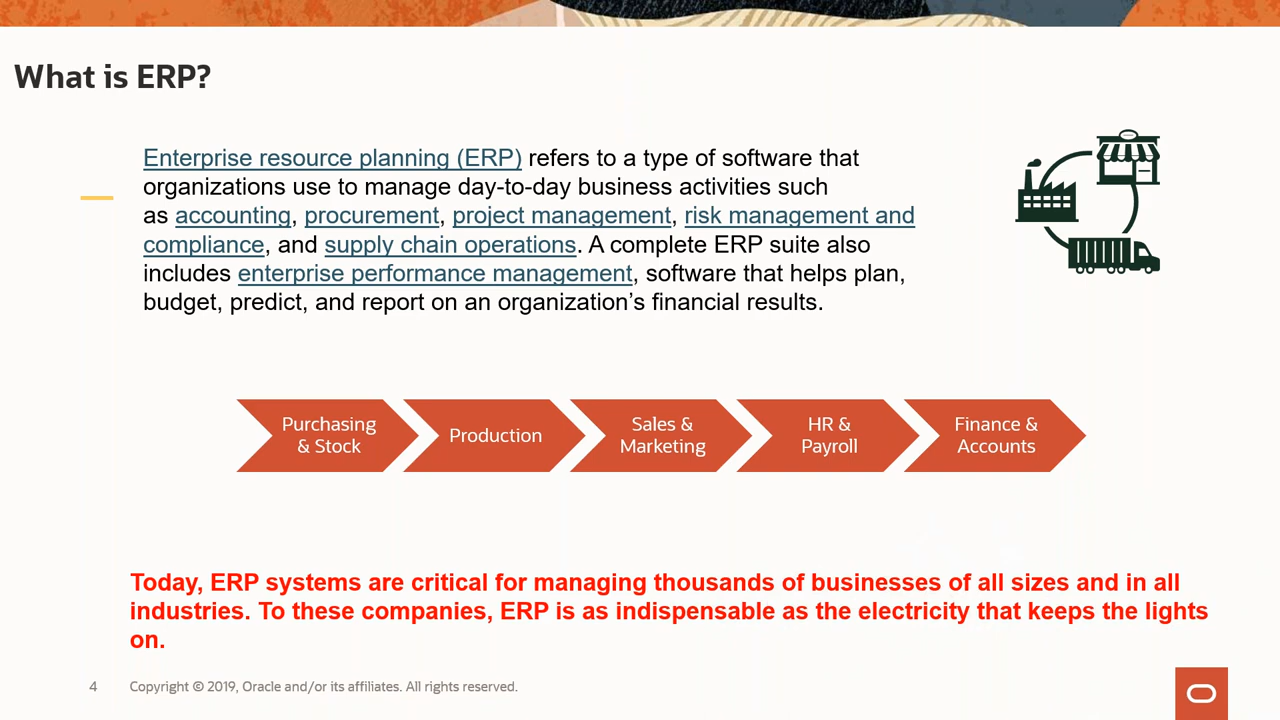 What is ERP?
Enterprise resource planning (ERP) refers to a type of software that
organizations use to manage day-to-day business activities such
as accounting, procurement, project management, risk management and
compliance, and supply chain operations. A complete ERP suite also
includes enterprise performance management, software that helps plan,
budget, predict, and report on an organization’s financial results.
Purchasing
& Stock
Production
Sales &
Marketing
HR &
Payroll
Finance &
Accounts
Today, ERP systems are critical for managing thousands of businesses of all sizes and in all
industries. To these companies, ERP is as indispensable as the electricity that keeps the lights
on.
4 Copyright © 2019, Oracle and/or its affiliates. All rights reserved.